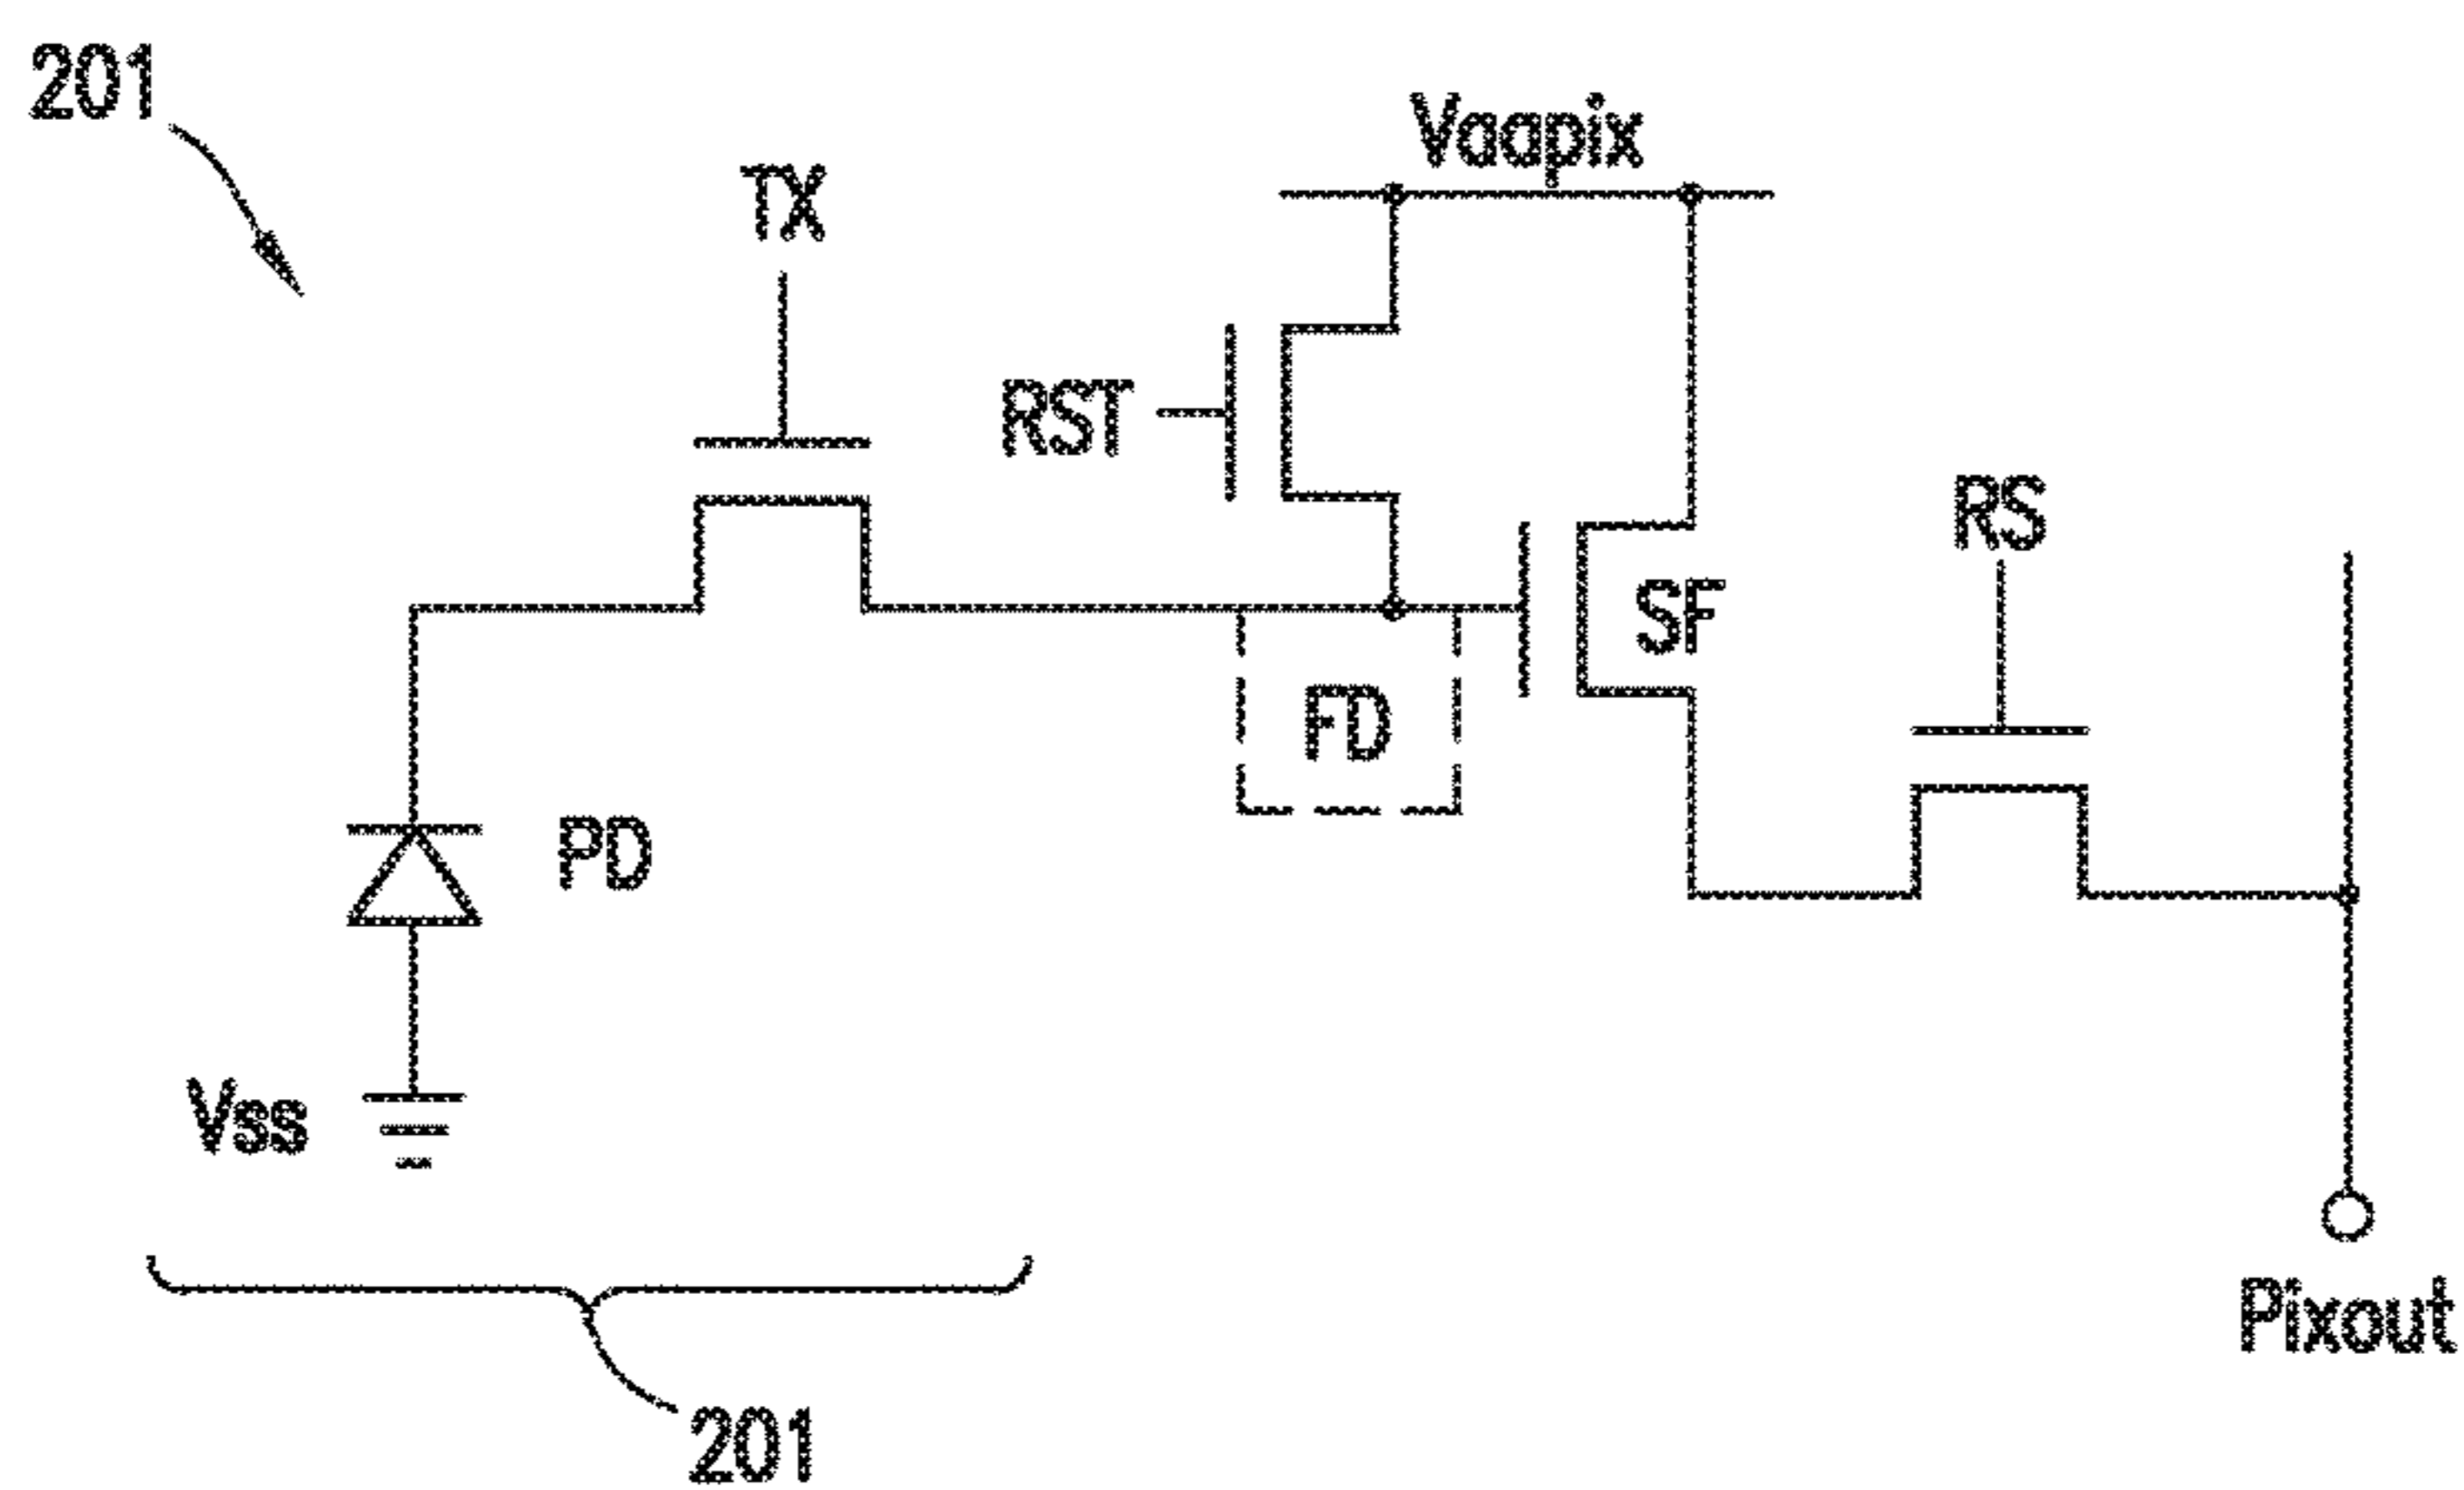 201
Vaapix
TX
RST
RS
SF
FD
PD
Vss
Pixout
201